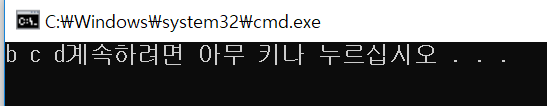 C:₩Windows₩system32₩cmd.exe
b c d계속하려면 아무 키나 누르십시오 . . .